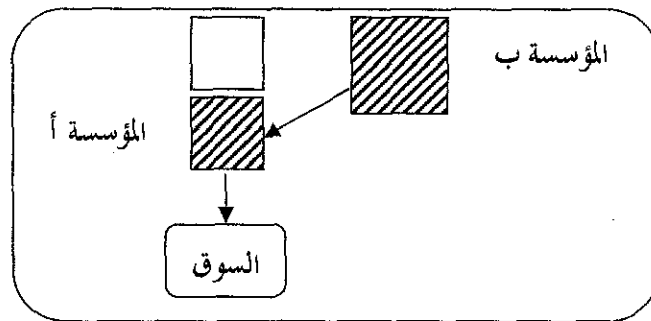 المؤسسة ب
المؤسسة أ
السوق